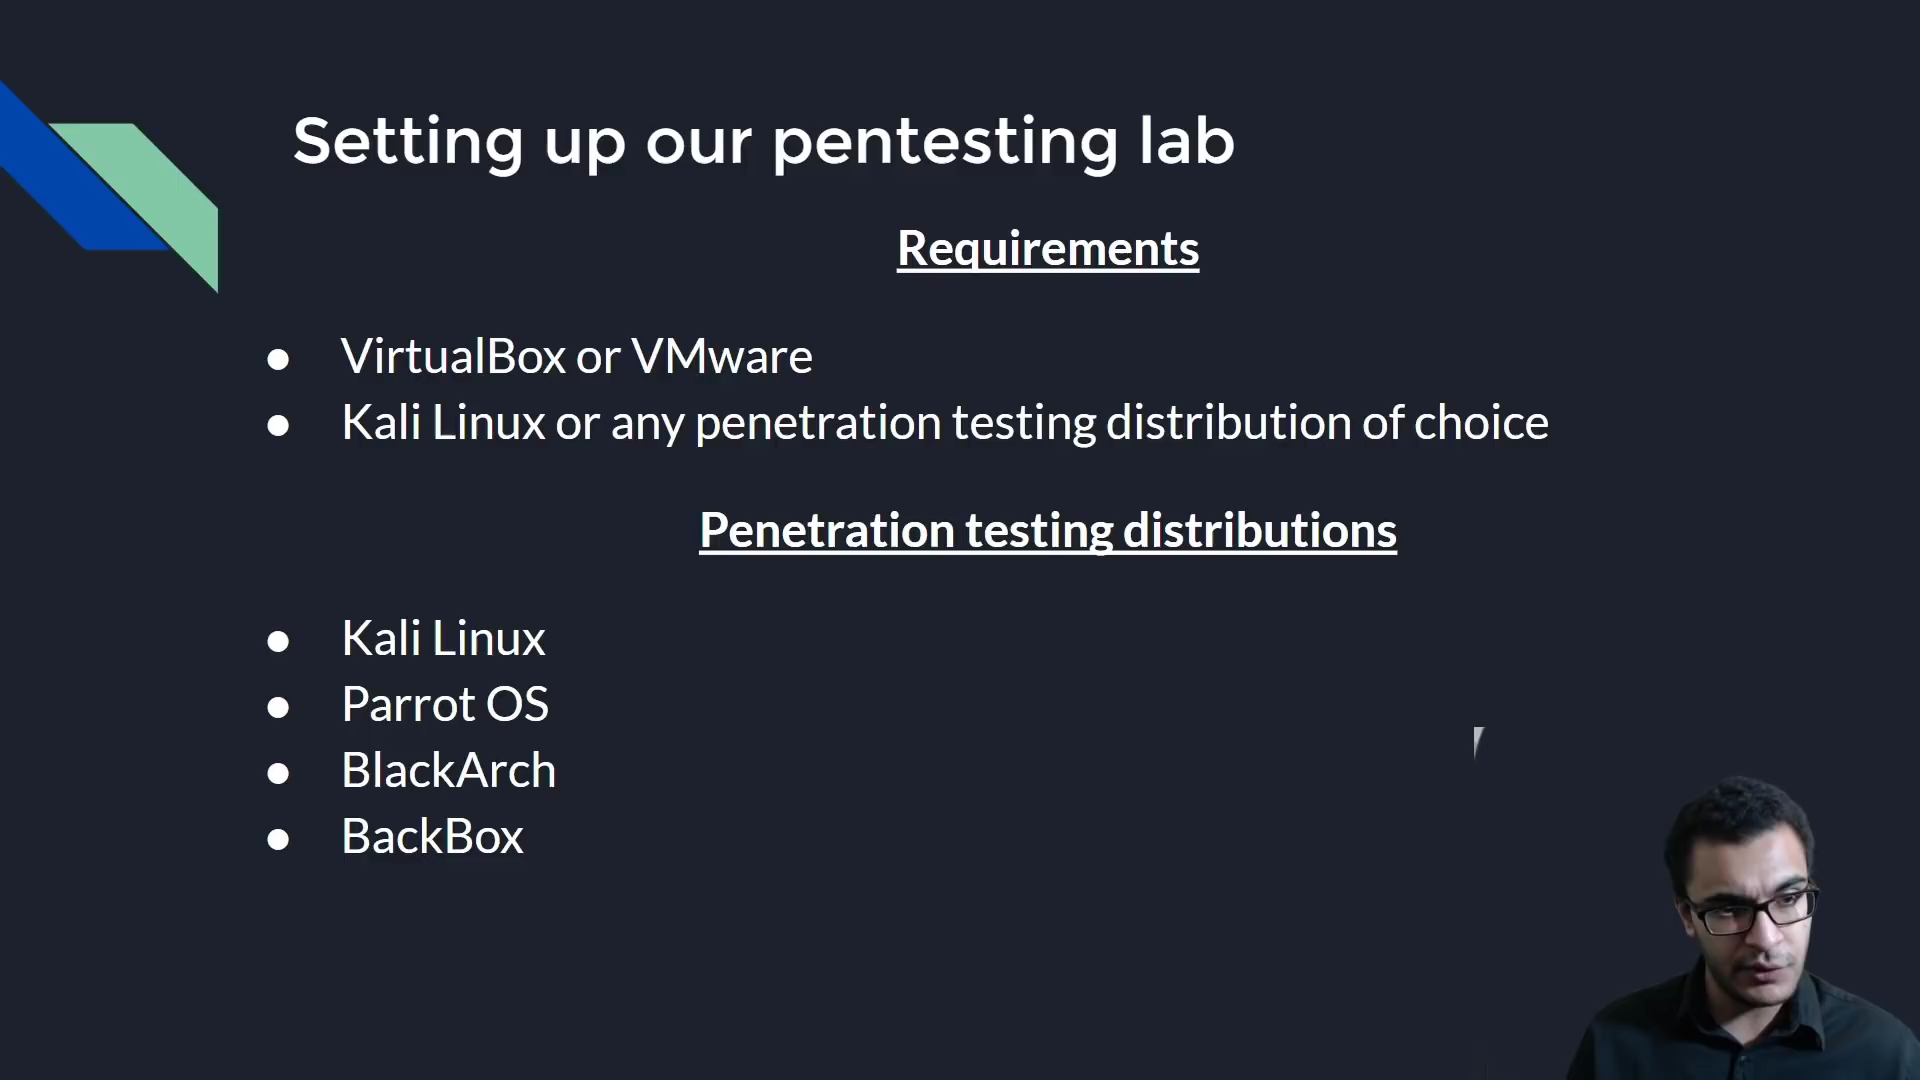 Setting up our pentesting lab
Requirements
● VirtualBox or VMware
● Kali Linux or any penetration testing distribution of choice
Penetration testing distributions
● Kali Linux
● Parrot OS
● BlackArch
● BackBox